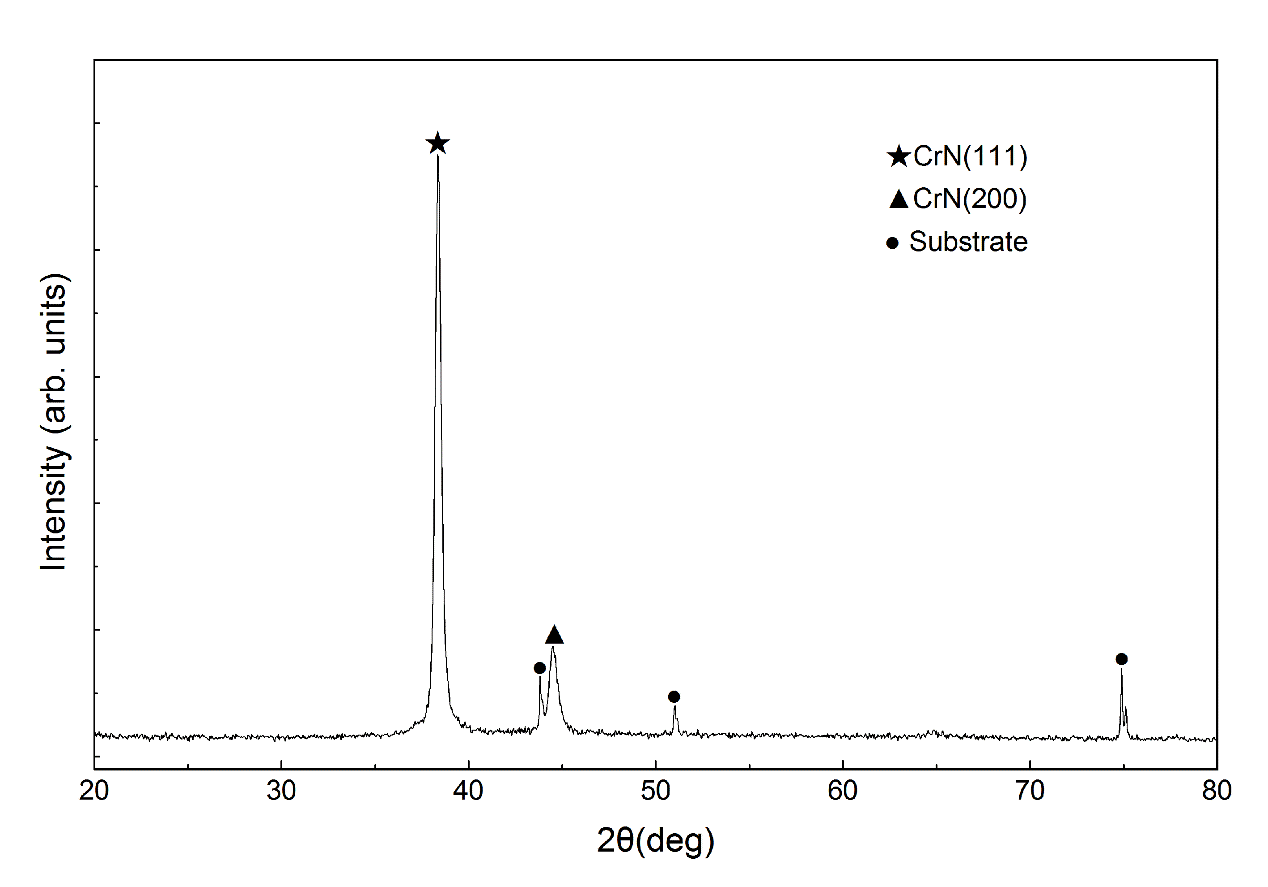 ★CrN(111)
▲CrN(200)
● Substrate
Intensity (arb. units)
20 30 40 50 60 70 80
2θ(deg)